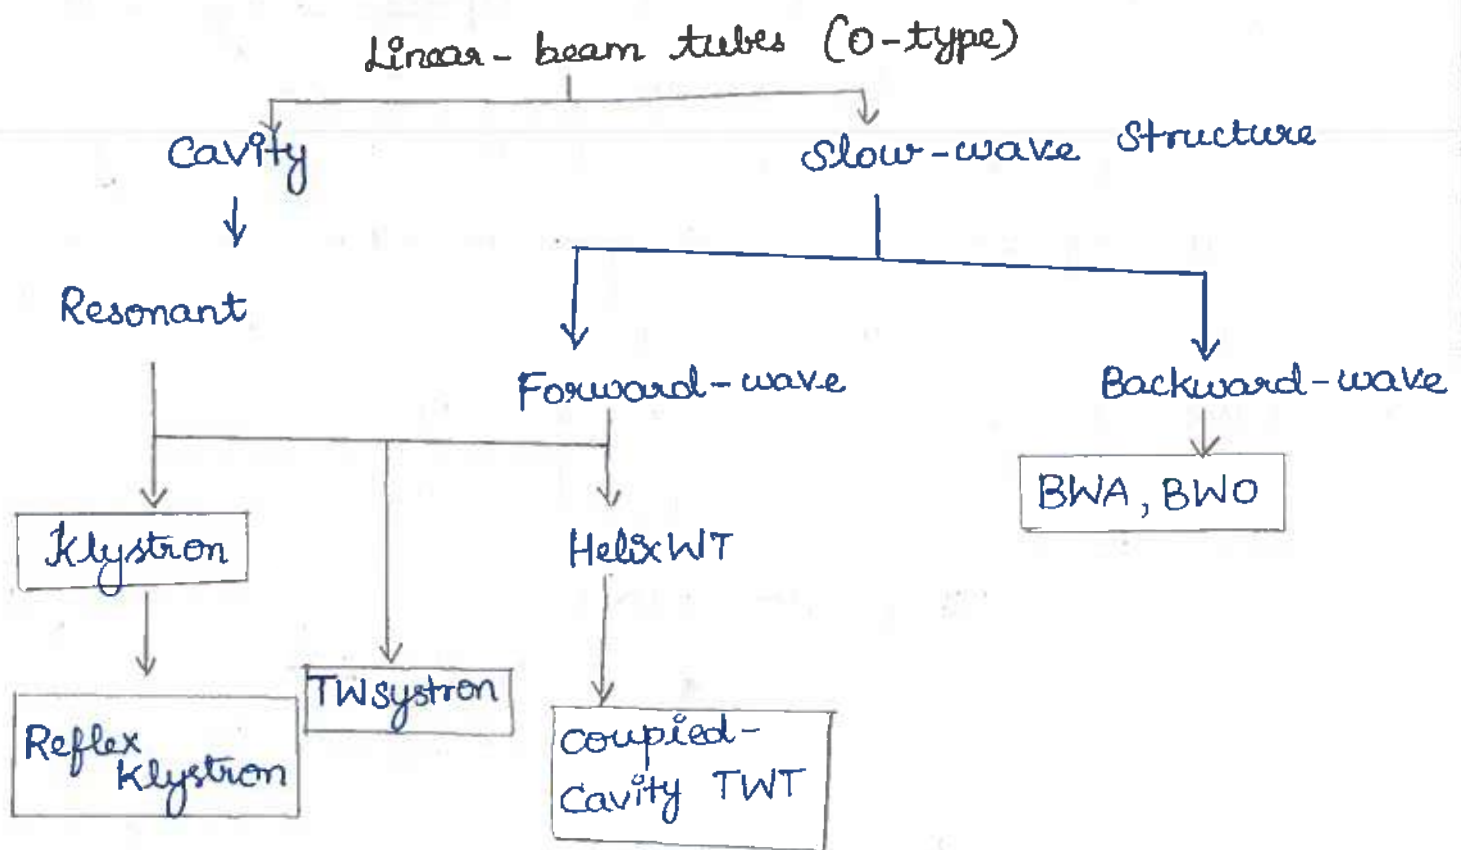 Linear-beam tubes (O-type)
Cavity
Slow-wave Structure
Resonant
Forward-wave
Backward-wave
BWA, BWO
Klystron
HelixWT
TWsystron
Reflex
Klystron
Coupied-
Cavity TWT